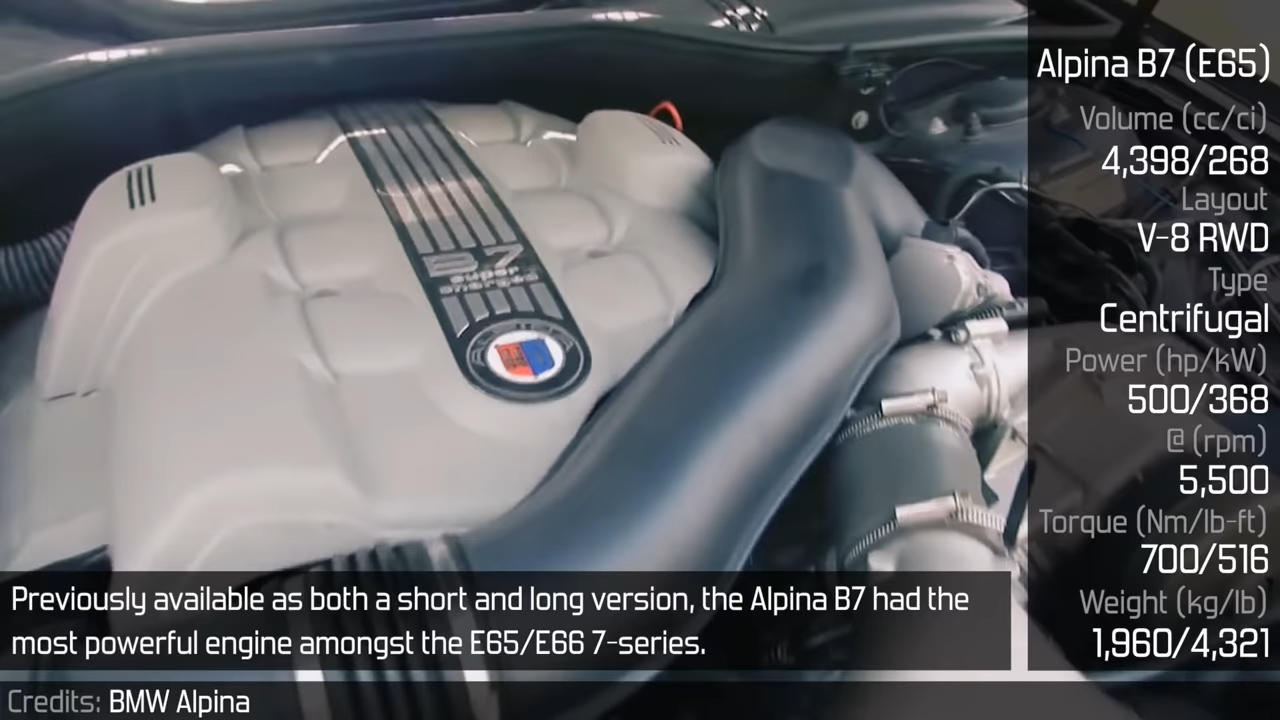 B7
super
charged
ALPINA
Alpina B7 (E65)
Volume (cc/ci)
4,398/268
Layout
V-8 RWD
Type
Centrifugal
Power (hp/kW)
500/368
@ (rpm)
5,500
Torque (Nm/lb-ft)
700/516
Weight (kg/lb)
1,960/4,321
Previously available as both a short and long version, the Alpina B7 had the
most powerful engine amongst the E65/E66 7-series.
Credits: BMW Alpina